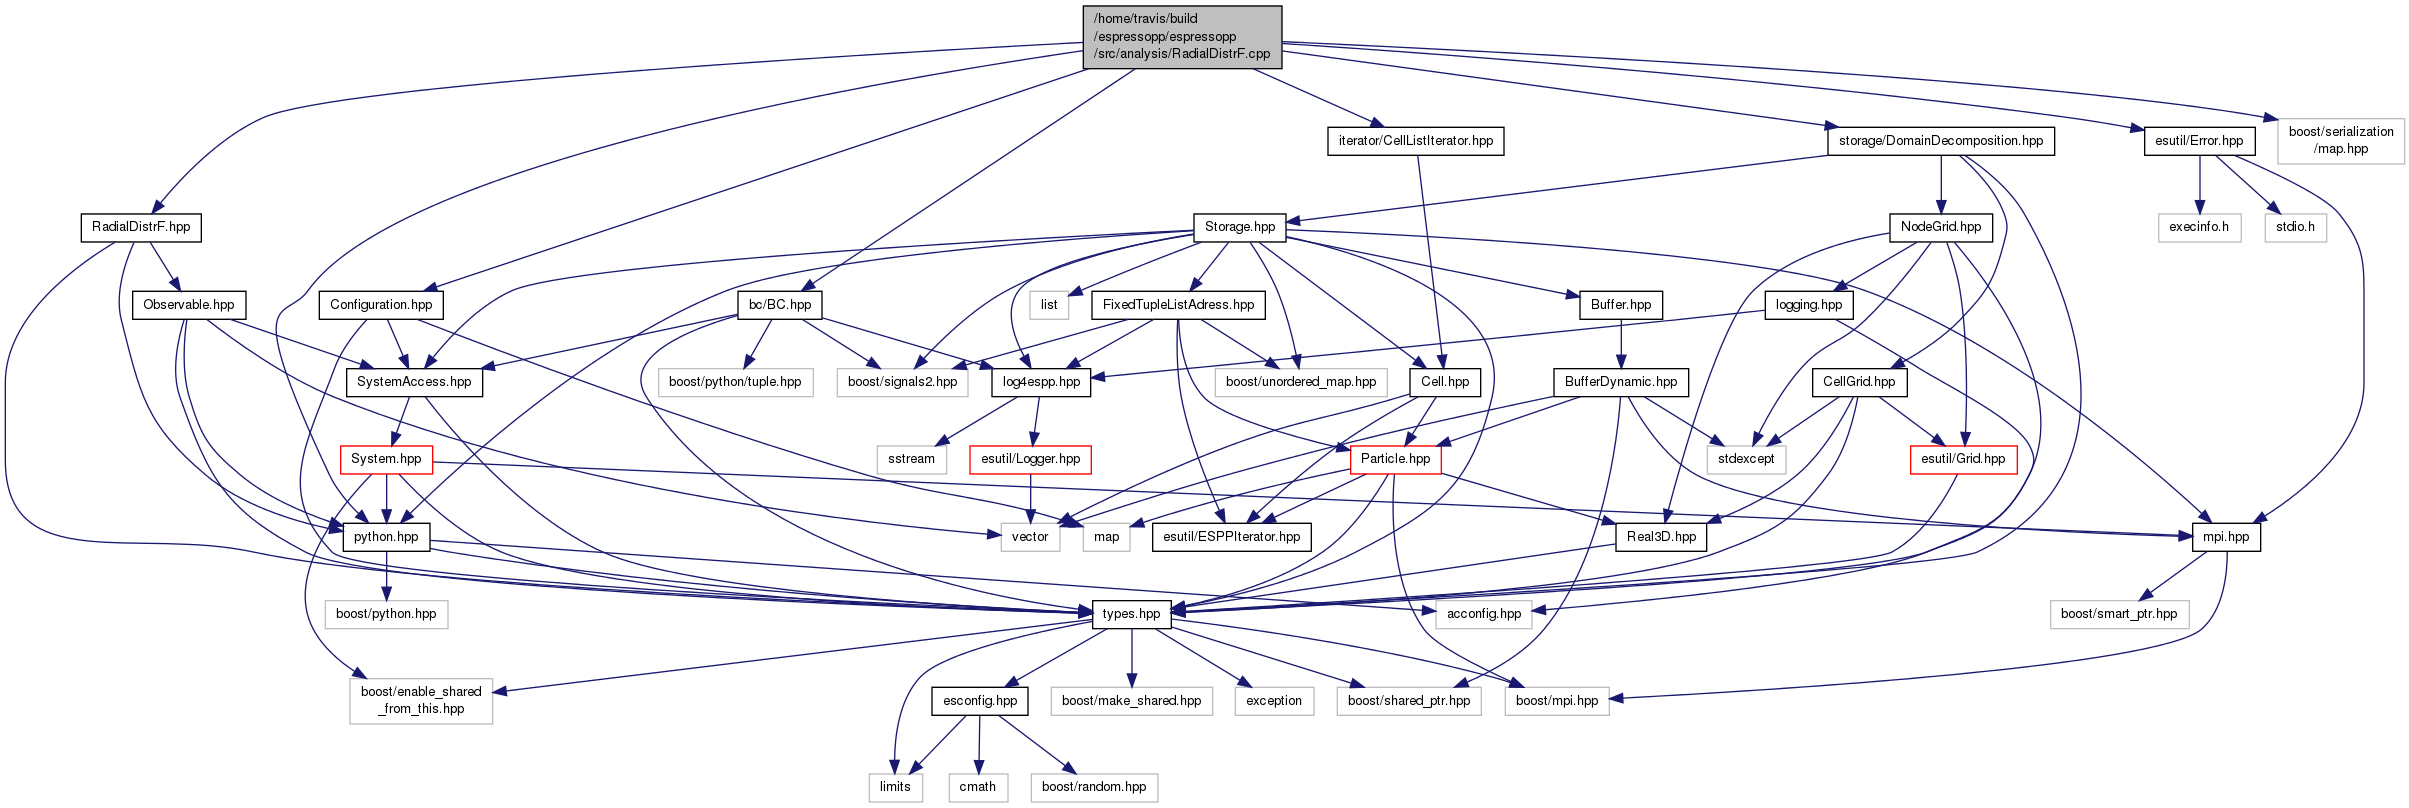 /home/travis/build
/espressopp/espressopp
/src/analysis/RadialDistrF.cpp
iterator/CellListIterator.hpp
storage/DomainDecomposition.hpp
esutil/Error.hpp
boost/serialization
/map.hpp
RadialDistrF.hpp
Storage.hpp
NodeGrid.hpp
execinfo.h
stdio.h
Observable.hpp
Configuration.hpp
bc/BC.hpp
list
FixedTupleListAdress.hpp
Buffer.hpp
logging.hpp
SystemAccess.hpp
boost/python/tuple.hpp
boost/signals2.hpp
log4espp.hpp
boost/unordered_map.hpp
Cell.hpp
BufferDynamic.hpp
CellGrid.hpp
System.hpp
sstream
esutil/Logger.hpp
Particle.hpp
stdexcept
esutil/Grid.hpp
python.hpp
vector
map
esutil/ESPPIterator.hpp
Real3D.hpp
mpi.hpp
boost/python.hpp
types.hpp
acconfig.hpp
boost/smart_ptr.hpp
boost/enable_shared
_from_this.hpp
esconfig.hpp
boost/make_shared.hpp
exception
boost/shared_ptr.hpp
boost/mpi.hpp
limits
cmath
boost/random.hpp